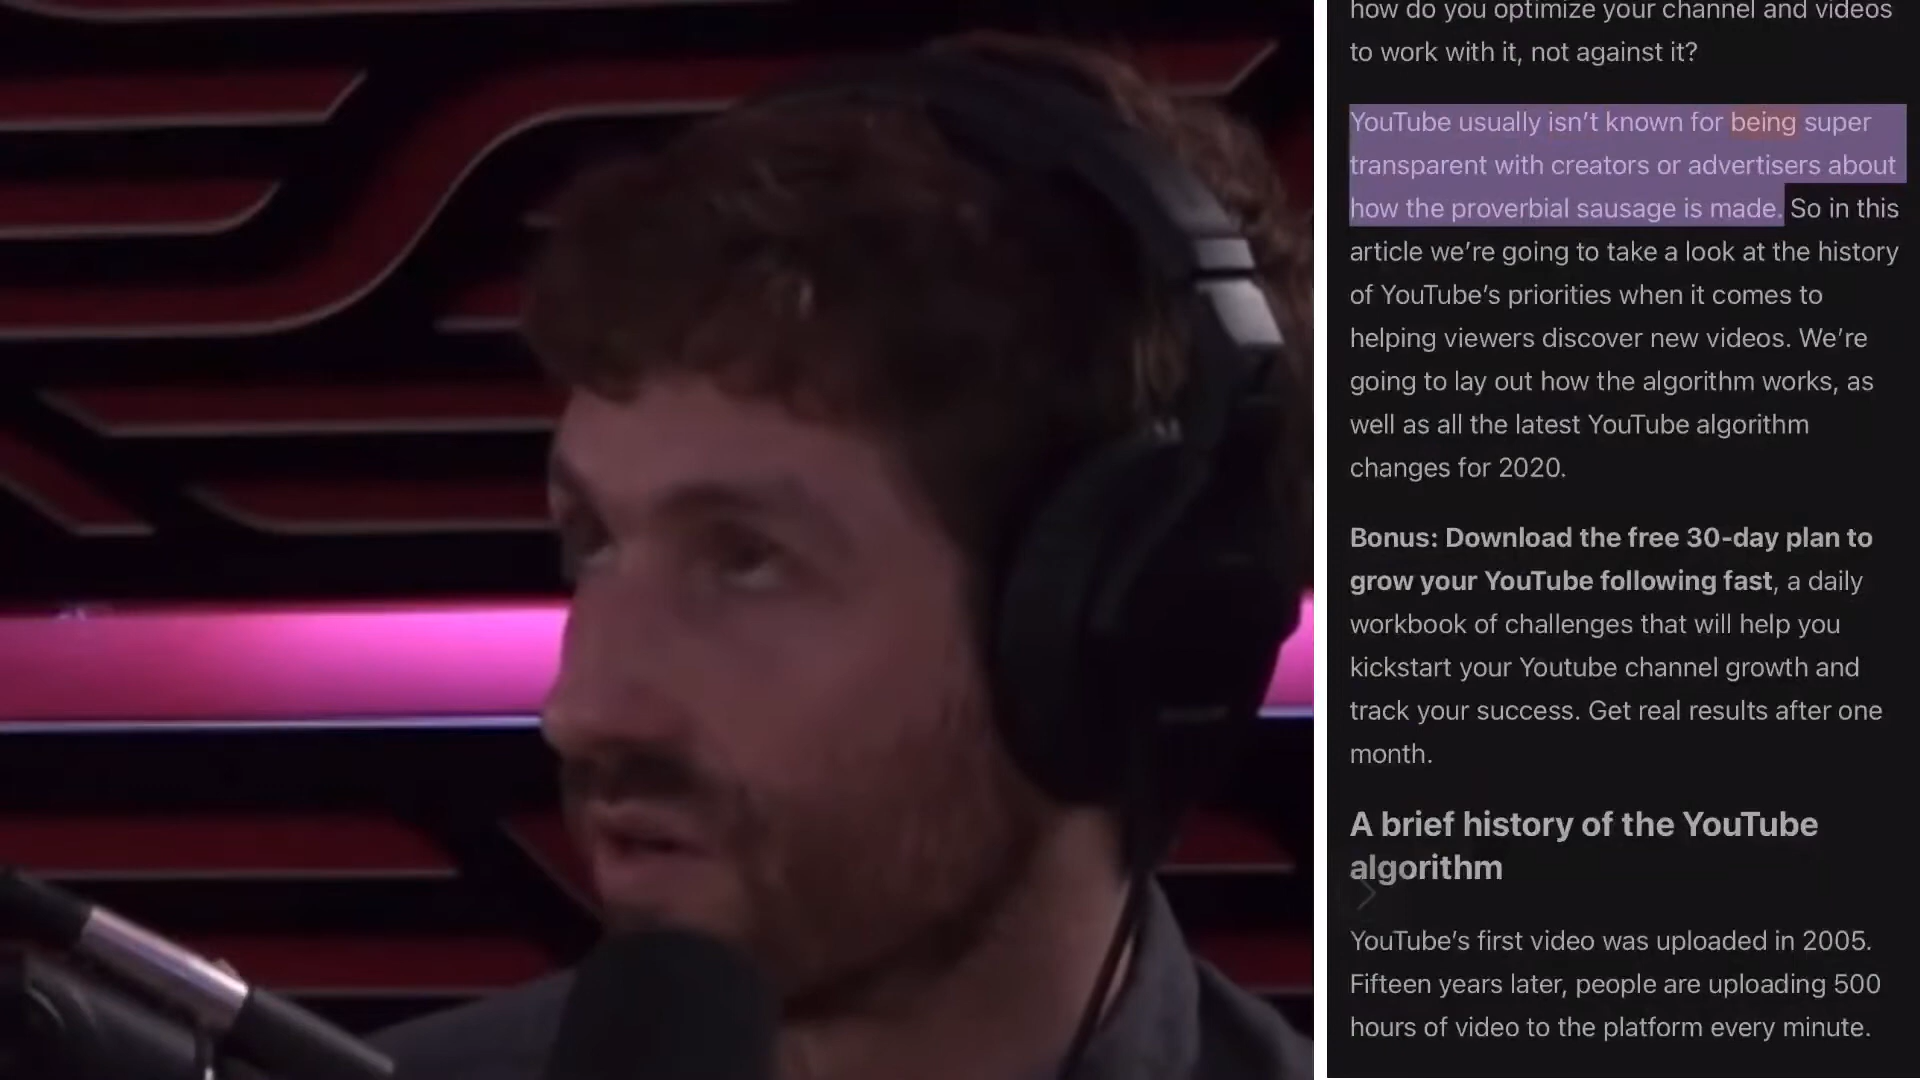 how do you optimize your channel and videos
to work with it, not against it?
YouTube usually isn’t known for being super
transparent with creators or advertisers about
how the proverbial sausage is made. So in this
article we’re going to take a look at the history
of YouTube’s priorities when it comes to
helping viewers discover new videos. We’re
going to lay out how the algorithm works, as
well as all the latest YouTube algorithm
changes for 2020.
Bonus: Download the free 30-day plan to
grow your YouTube following fast, a daily
workbook of challenges that will help you
kickstart your Youtube channel growth and
track your success. Get real results after one
month.
A brief history of the YouTube
algorithm
YouTube’s first video was uploaded in 2005.
Fifteen years later, people are uploading 500
hours of video to the platform every minute.